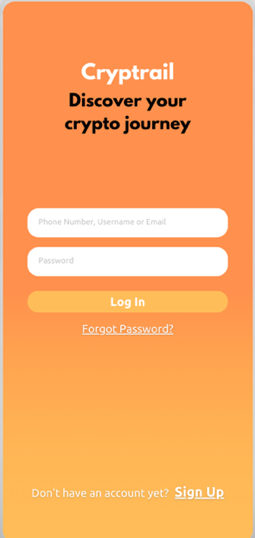 Cryptrail
Discover your
crypto journey
Phone Number, Username or Email
Password
Log In
Forgot Password?
Don't have an account yet? Sign Up